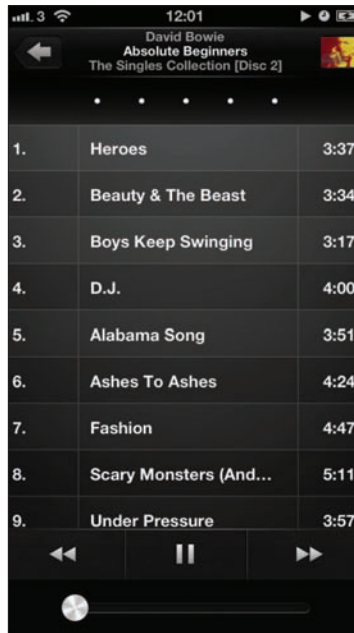 3 12:01
David Bowie
Absolute Beginners
The Singles Collection [Disc 2]
1. Heroes 3:37
2. Beauty & The Beast 3:34
3. Boys Keep Swinging 3:17
4. D.J. 4:00
5. Alabama Song 3:51
6. Ashes To Ashes 4:24
7. Fashion 4:47
8. Scary Monsters (And... 5:11
9. Under Pressure 3:57